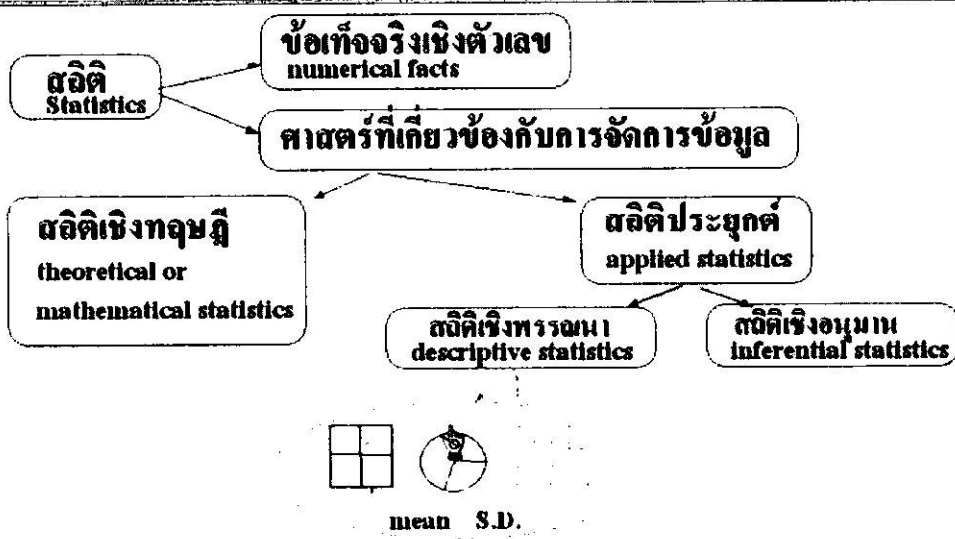 ข้อเท็จจริงเชิงตัวเลข
numerical facts
สถิติ
Statistics
ศาสตร์ที่เกี่ยวข้องกับการจัดการข้อมูล
สถิติเชิงทฤษฎี
theoretical or
mathematical statistics
สถิติประยุกต์
applied statistics
สถิติเชิงพรรณนา
descriptive statistics
สถิติเชิงอนุมาน
inferential statistics
mean S.D.